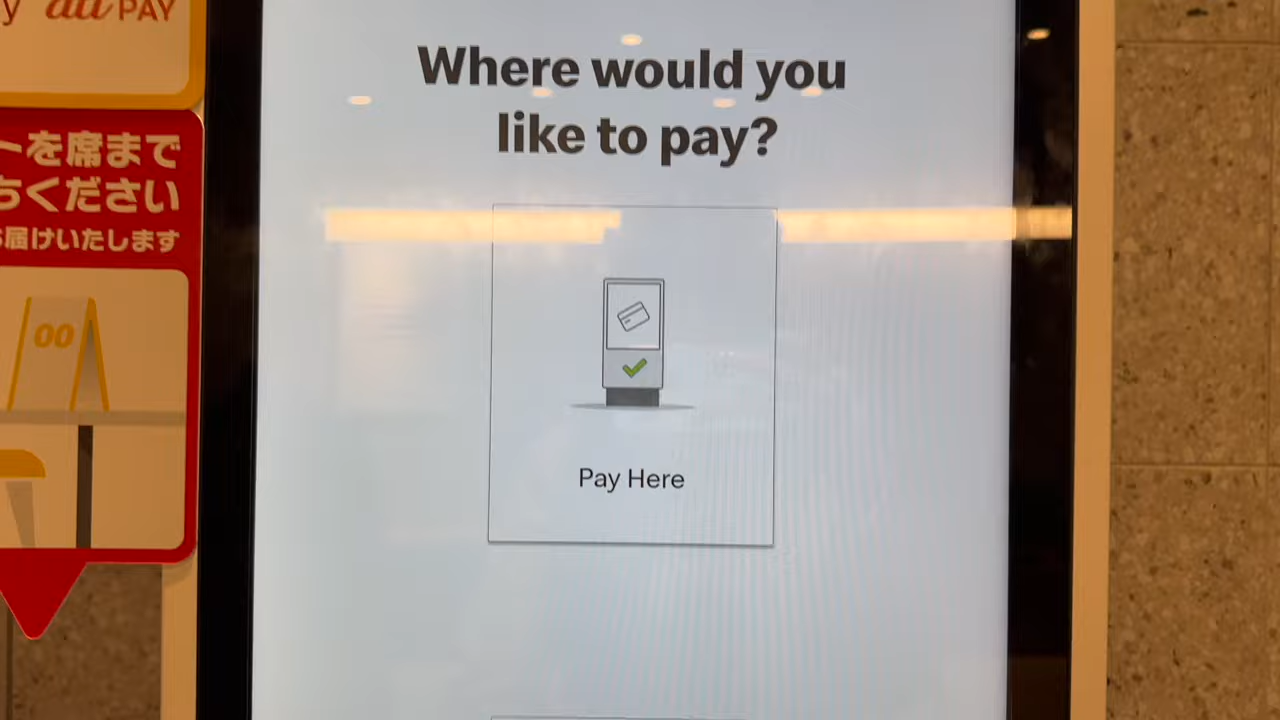 y au PAY
ーを席まで
ちください
お届けいたします
00
Where would you
like to pay?
Pay Here